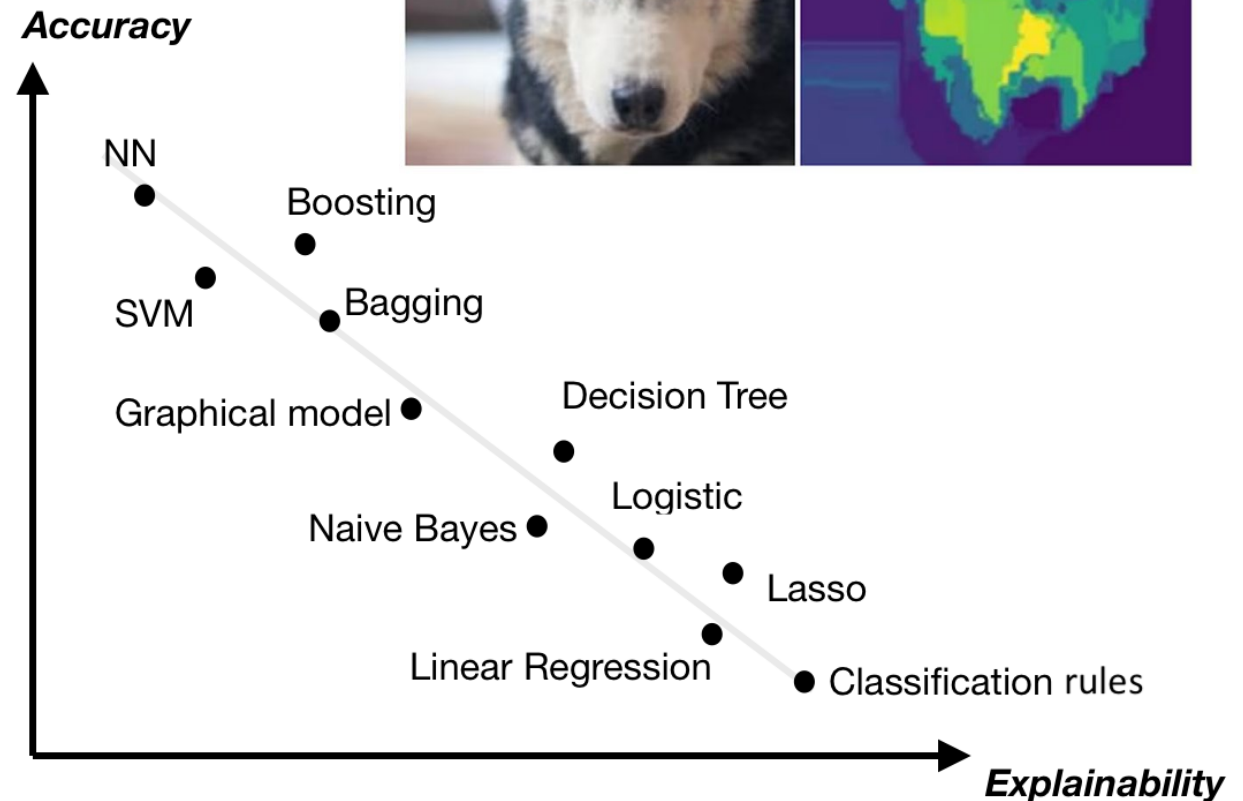 Accuracy
NN
Boosting
SVM
Bagging
Graphical model
Decision Tree
Logistic
Naive Bayes
Lasso
Linear Regression
Classification rules
Explainability